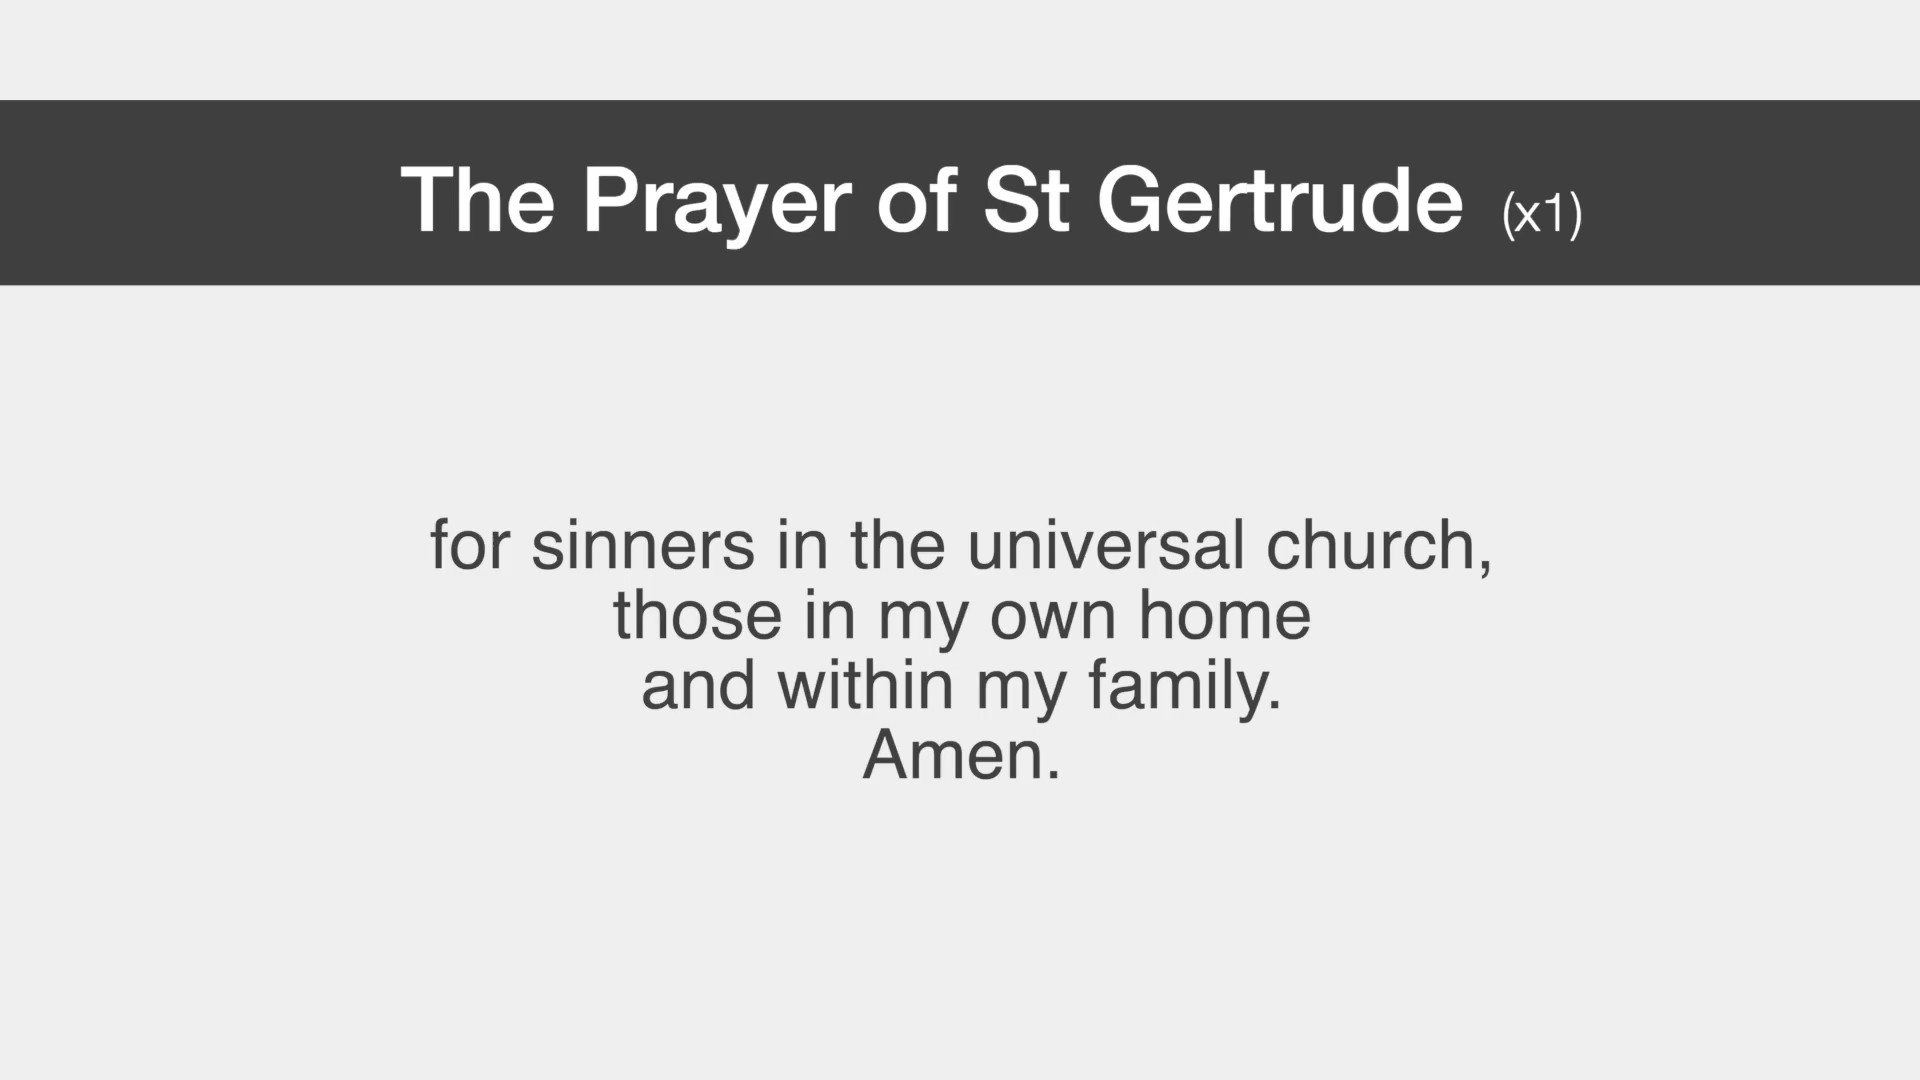 The Prayer of St Gertrude (x1)
for sinners in the universal church,
those in my own home
and within my family.
Amen.